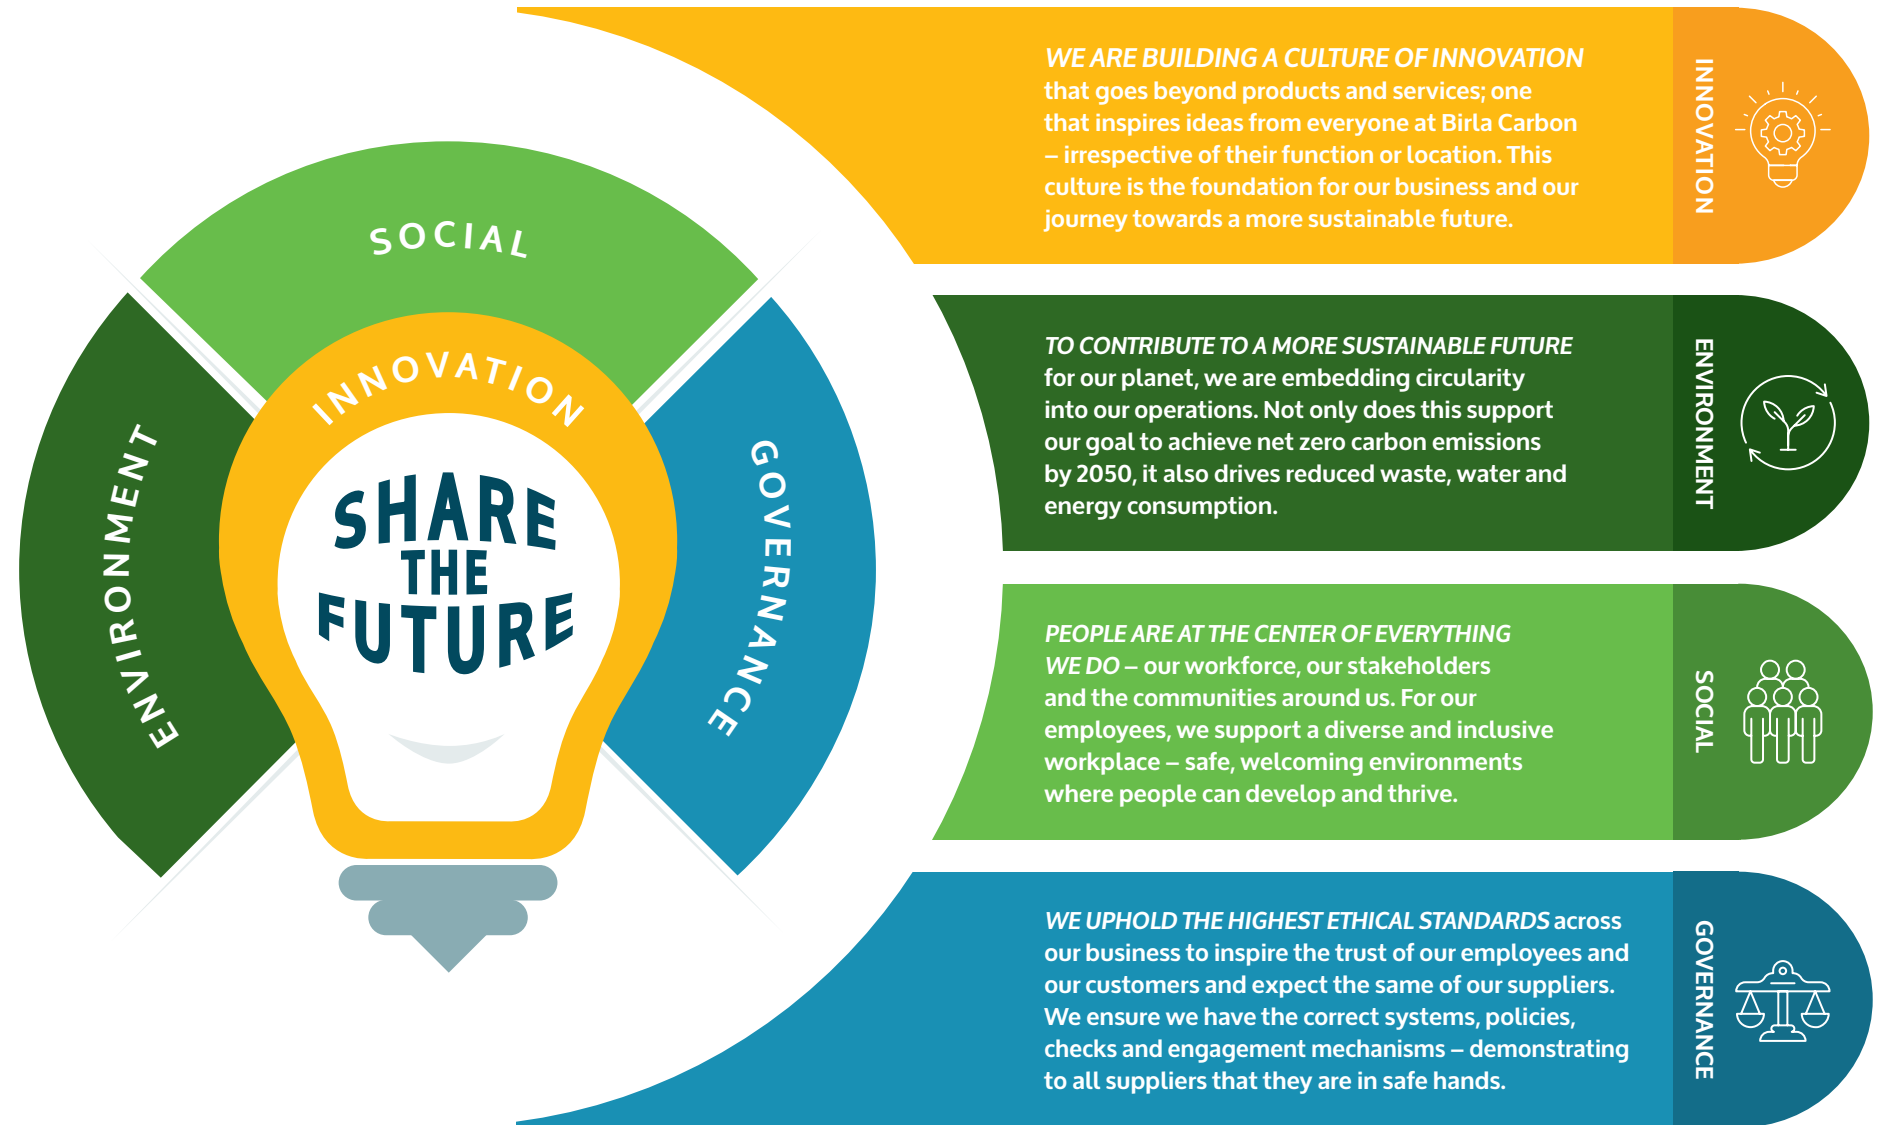 SOCIAL
INNOVATION
ENVIRONMENT
GOVERNANCE
SHARE
THE
FUTURE
WE ARE BUILDING A CULTURE OF INNOVATION
that goes beyond products and services; one
that inspires ideas from everyone at Birla Carbon
– irrespective of their function or location. This
culture is the foundation for our business and our
journey towards a more sustainable future.
INNOVATION
TO CONTRIBUTE TO A MORE SUSTAINABLE FUTURE
for our planet, we are embedding circularity
into our operations. Not only does this support
our goal to achieve net zero carbon emissions
by 2050, it also drives reduced waste, water and
energy consumption.
ENVIRONMENT
PEOPLE ARE AT THE CENTER OF EVERYTHING
WE DO – our workforce, our stakeholders
and the communities around us. For our
employees, we support a diverse and inclusive
workplace – safe, welcoming environments
where people can develop and thrive.
SOCIAL
WE UPHOLD THE HIGHEST ETHICAL STANDARDS across
our business to inspire the trust of our employees and
our customers and expect the same of our suppliers.
We ensure we have the correct systems, policies,
checks and engagement mechanisms – demonstrating
to all suppliers that they are in safe hands.
GOVERNANCE